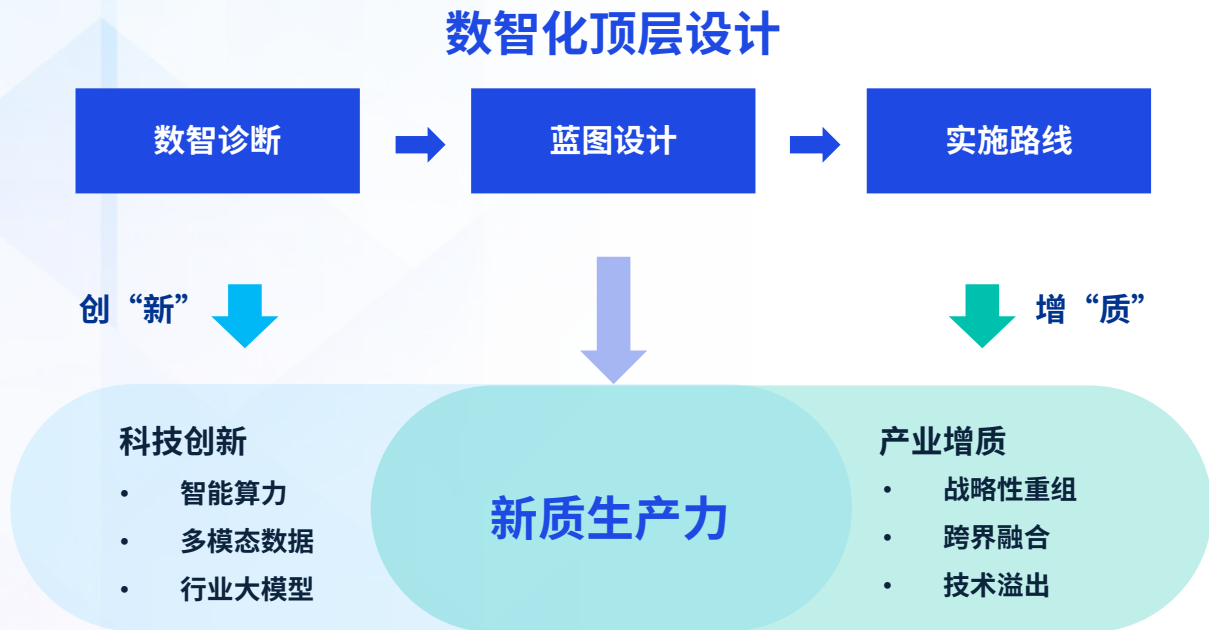 数智化顶层设计
数智诊断
蓝图设计
实施路线
创“新”
增“质”
科技创新
• 智能算力
• 多模态数据
• 行业大模型
新质生产力
产业增质
• 战略性重组
• 跨界融合
• 技术溢出